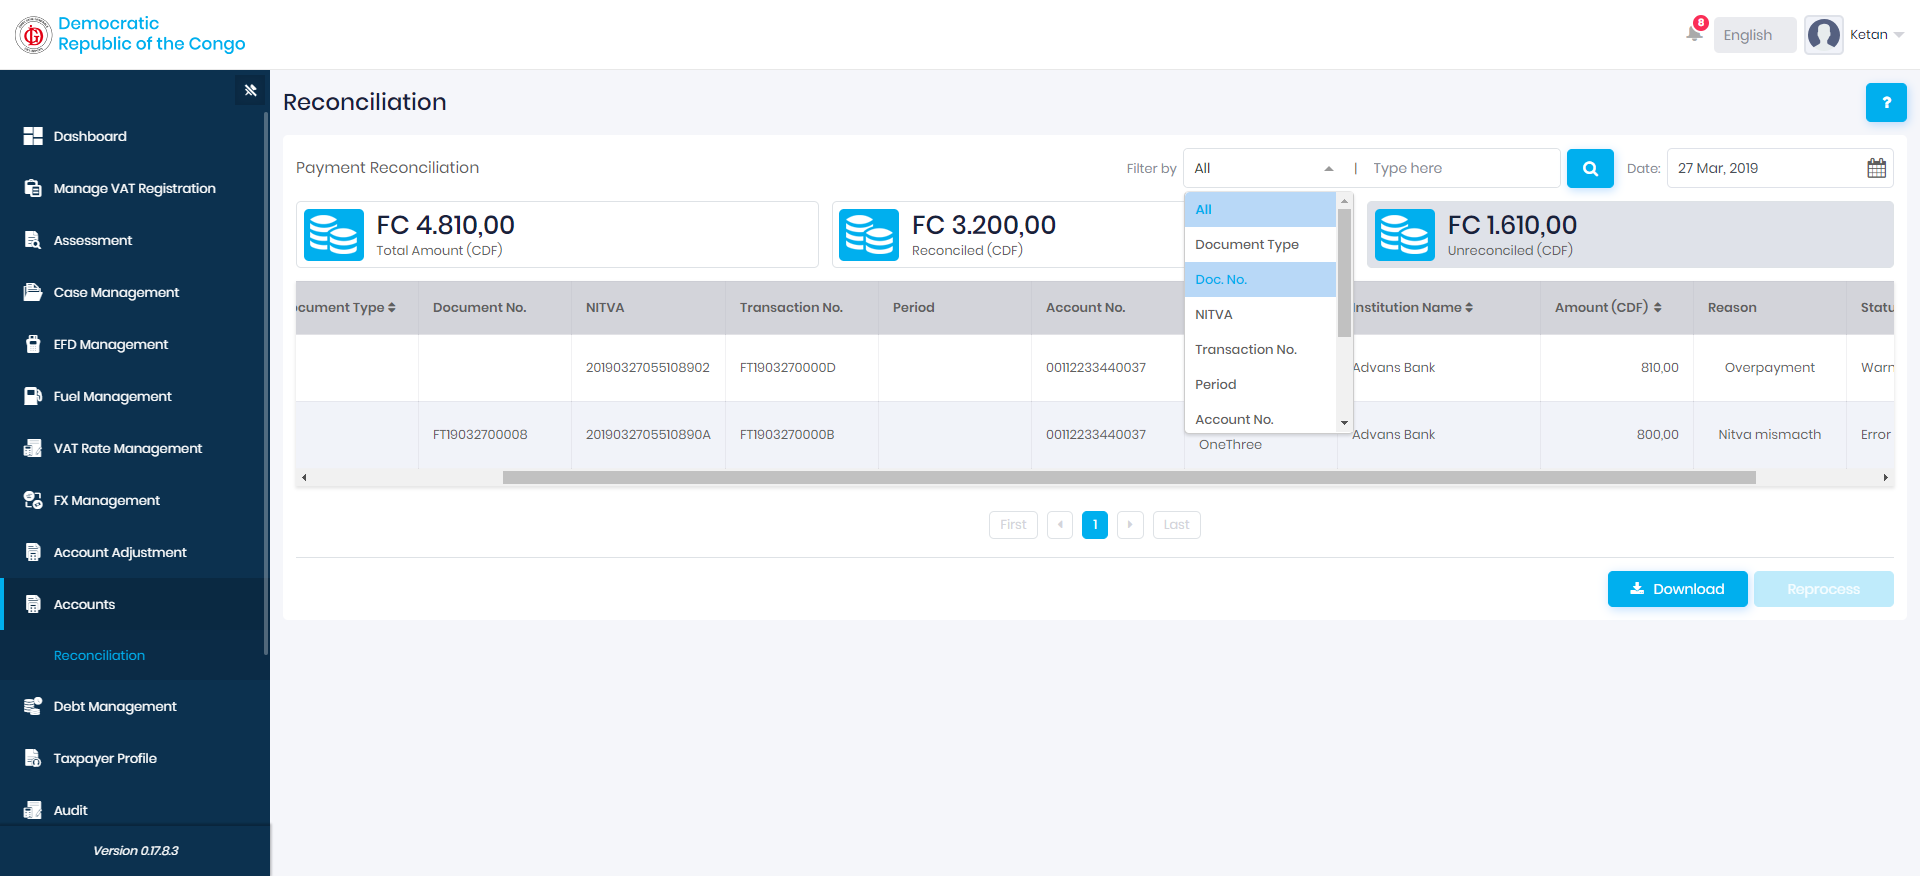 Democratic
Republic of the Congo
8
English
Ketan
Dashboard
Manage VAT Registration
Assessment
Case Management
EFD Management
Fuel Management
VAT Rate Management
FX Management
Account Adjustment
Accounts
Reconciliation
Debt Management
Taxpayer Profile
Audit
Version 0.17.8.3
Reconciliation
?
Payment Reconciliation
Filter by
All
|
Type here
Date:
27 Mar, 2019
FC 4.810,00
Total Amount (CDF)
FC 3.200,00
Reconciled (CDF)
FC 1.610,00
Unreconciled (CDF)
All
Document Type
Doc. No.
NITVA
Transaction No.
Period
Account No.
cument Type Document No. NITVA Transaction No. Period Account No. Institution Name Amount (CDF) Reason Statu
20190327055108902 FT1903270000D 00112233440037 Advans Bank 810,00 Overpayment Warn
FT19032700008 2019032705510890A FT1903270000B 00112233440037 OneThree Advans Bank 800,00 Nitva mismacth Error
First
1
Last
Download
Reprocess